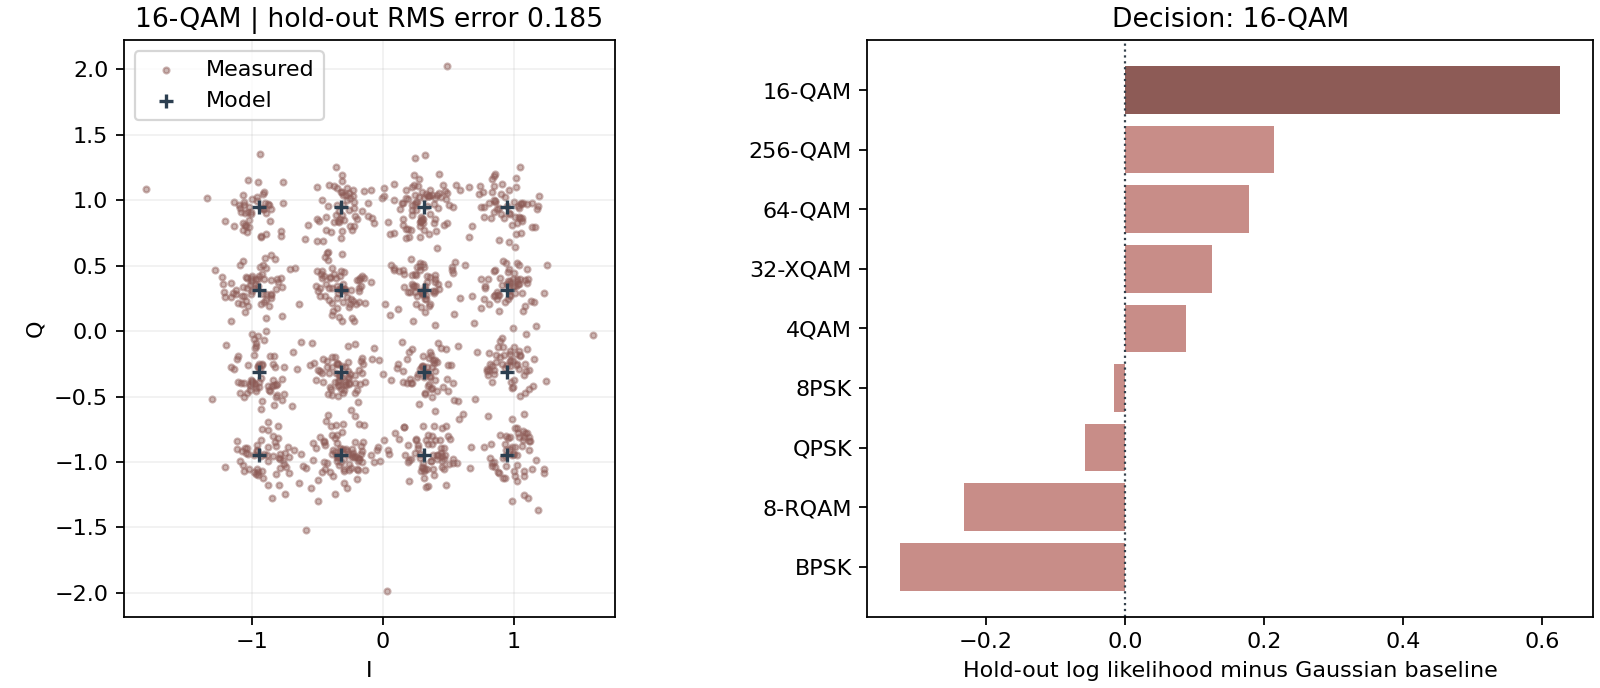 16-QAM | hold-out RMS error 0.185
Measured
Model
2.0
1.5
1.0
0.5
0.0
−0.5
−1.0
−1.5
−2.0
Q
−1
0
1
I
Decision: 16-QAM
16-QAM
256-QAM
64-QAM
32-XQAM
4QAM
8PSK
QPSK
8-RQAM
BPSK
−0.2
0.0
0.2
0.4
0.6
Hold-out log likelihood minus Gaussian baseline